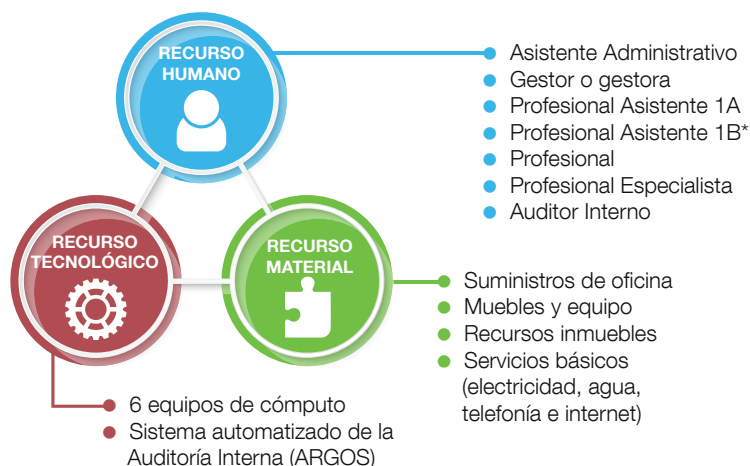 RECURSO
HUMANO
Asistente Administrativo
Gestor o gestora
Profesional Asistente 1A
Profesional Asistente 1B*
Profesional
Profesional Especialista
Auditor Interno
RECURSO
TECNOLÓGICO
RECURSO
MATERIAL
Suministros de oficina
Muebles y equipo
Recursos inmuebles
Servicios básicos
(electricidad, agua,
telefonía e internet)
6 equipos de cómputo
Sistema automatizado de la
Auditoría Interna (ARGOS)